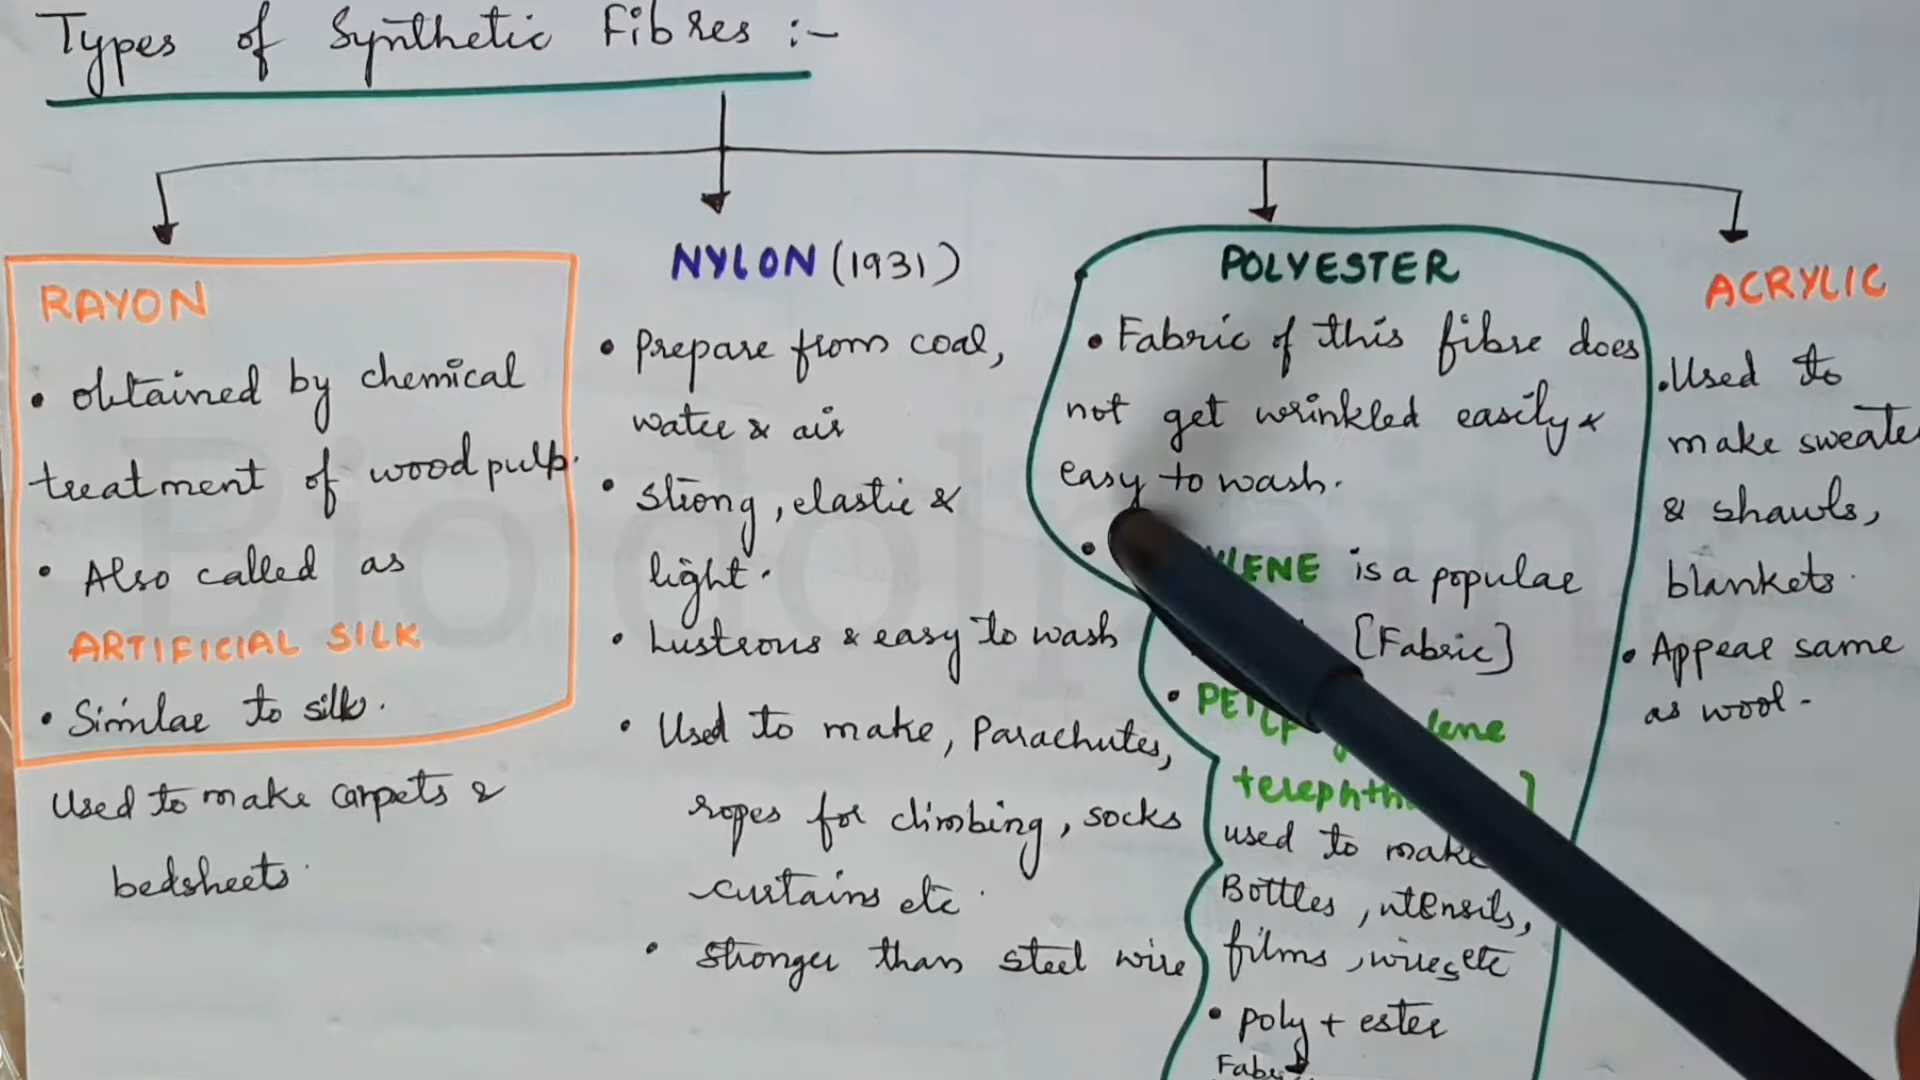 Types of Synthetic Fibres :-
RAYON
• obtained by chemical
treatment of wood pulp.
• Also called as
ARTIFICIAL SILK
• Similar to silk.
Used to make carpets &
bedsheets.
NYLON (1931)
• Prepare from coal,
water & air
• Strong, elastic &
light.
• Lustrous & easy to wash
• Used to make, Parachutes,
ropes for climbing, socks
curtains etc.
• Stronger than steel wire
POLYESTER
• Fabric of this fibre does
not get wrinkled easily &
easy to wash.
• is a popular
[Fabric]
•
used to make
Bottles, utensils,
films, wires etc
• poly + ester
ACRYLIC
• Used to
make sweate
& shawls,
blankets.
• Appear same
as wool -
Biodolphins